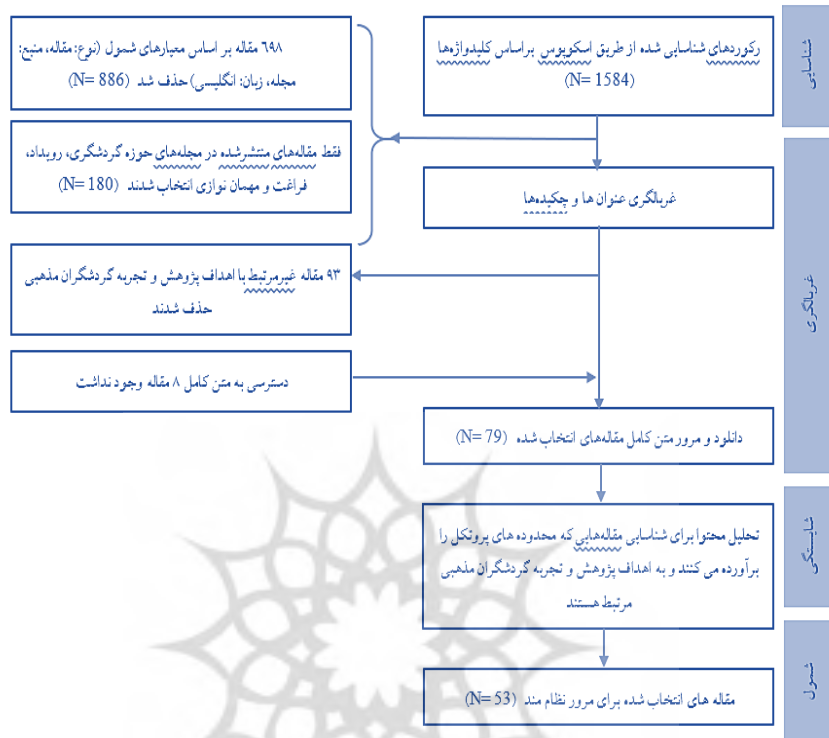 شناسایی
رکوردهای شناسایی شده از طریق اسکوپوس براساس کلیدواژه‌ها
(N= 1584)
۶۹۸ مقاله بر اساس معیارهای شمول (نوع: مقاله، منبع:
مجله، زبان: انگلیسی) حذف شد (N= 886)
فقط مقاله‌های منتشرشده در مجله‌های حوزه گردشگری، رویداد،
فراغت و مهمان نوازی انتخاب شدند (N= 180)
غربالگری
غربالگری عنوان ها و چکیده‌ها
۹۳ مقاله غیرمرتبط با اهداف پژوهش و تجربه گردشگران مذهبی
حذف شدند
دسترسی به متن کامل ۸ مقاله وجود نداشت
دانلود و مرور متن کامل مقاله‌های انتخاب شده (N= 79)
شایستگی
تحلیل محتوا برای شناسایی مقاله‌هایی که محدوده های پروتکل را
برآورده می کنند و به اهداف پژوهش و تجربه گردشگران مذهبی
مرتبط هستند
شمول
مقاله های انتخاب شده برای مرور نظام مند (N= 53)